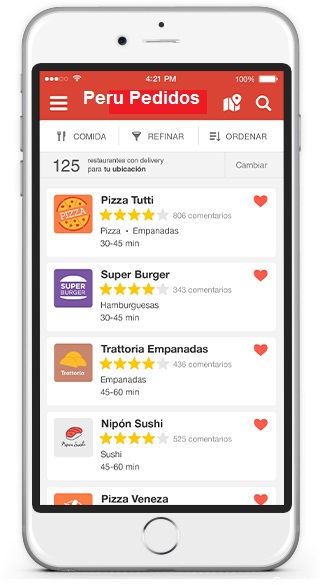 4:21 PM
100%
Peru Pedidos
COMIDA
REFINAR
ORDENAR
125
restaurantes con delivery
para tu ubicación
Cambiar
PIZZA
Pizza Tutti
806 comentarios
Pizza • Empanadas
30-45 min
SUPER
BURGER
Super Burger
343 comentarios
Hamburguesas
30-45 min
Trattoria
Trattoria Empanadas
436 comentarios
Empanadas
45-60 min
Nipón Sushi
Nipón Sushi
525 comentarios
Sushi
45-60 min
Pizza Veneza